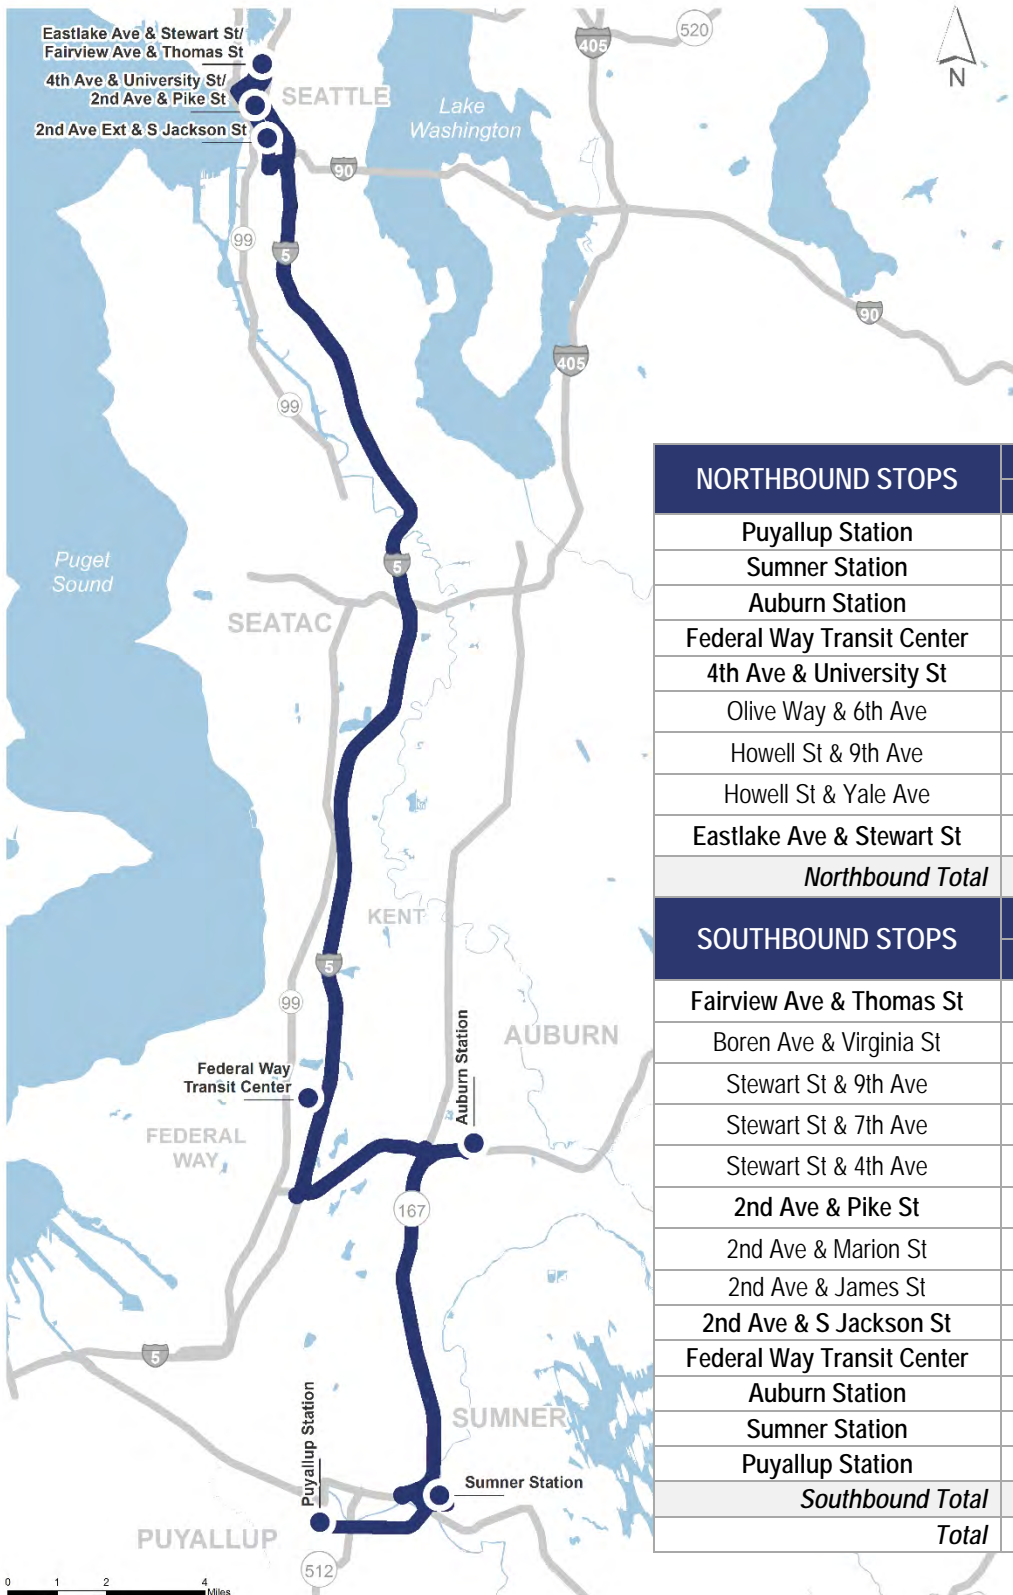 Eastlake Ave & Stewart St/
Fairview Ave & Thomas St
4th Ave & University St/
2nd Ave & Pike St
2nd Ave Ext & S Jackson St
SEATTLE
Lake
Washington
405
520
N
90
99
5
90
405
99
Puget
Sound
5
SEATAC
KENT
5
99
AUBURN
Auburn Station
Federal Way
Transit Center
FEDERAL
WAY
167
5
SUMNER
Puyallup Station
Sumner Station
PUYALLUP
512
0 1 2 4
Miles
NORTHBOUND STOPS
Puyallup Station
Sumner Station
Auburn Station
Federal Way Transit Center
4th Ave & University St
Olive Way & 6th Ave
Howell St & 9th Ave
Howell St & Yale Ave
Eastlake Ave & Stewart St
Northbound Total
SOUTHBOUND STOPS
Fairview Ave & Thomas St
Boren Ave & Virginia St
Stewart St & 9th Ave
Stewart St & 7th Ave
Stewart St & 4th Ave
2nd Ave & Pike St
2nd Ave & Marion St
2nd Ave & James St
2nd Ave & S Jackson St
Federal Way Transit Center
Auburn Station
Sumner Station
Puyallup Station
Southbound Total
Total